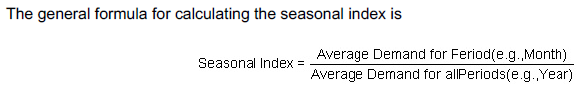 The general formula for calculating the seasonal index is
Seasonal Index = Average Demand for Feriod(e.g.,Month)
Average Demand for allPeriods(e.g.,Year)